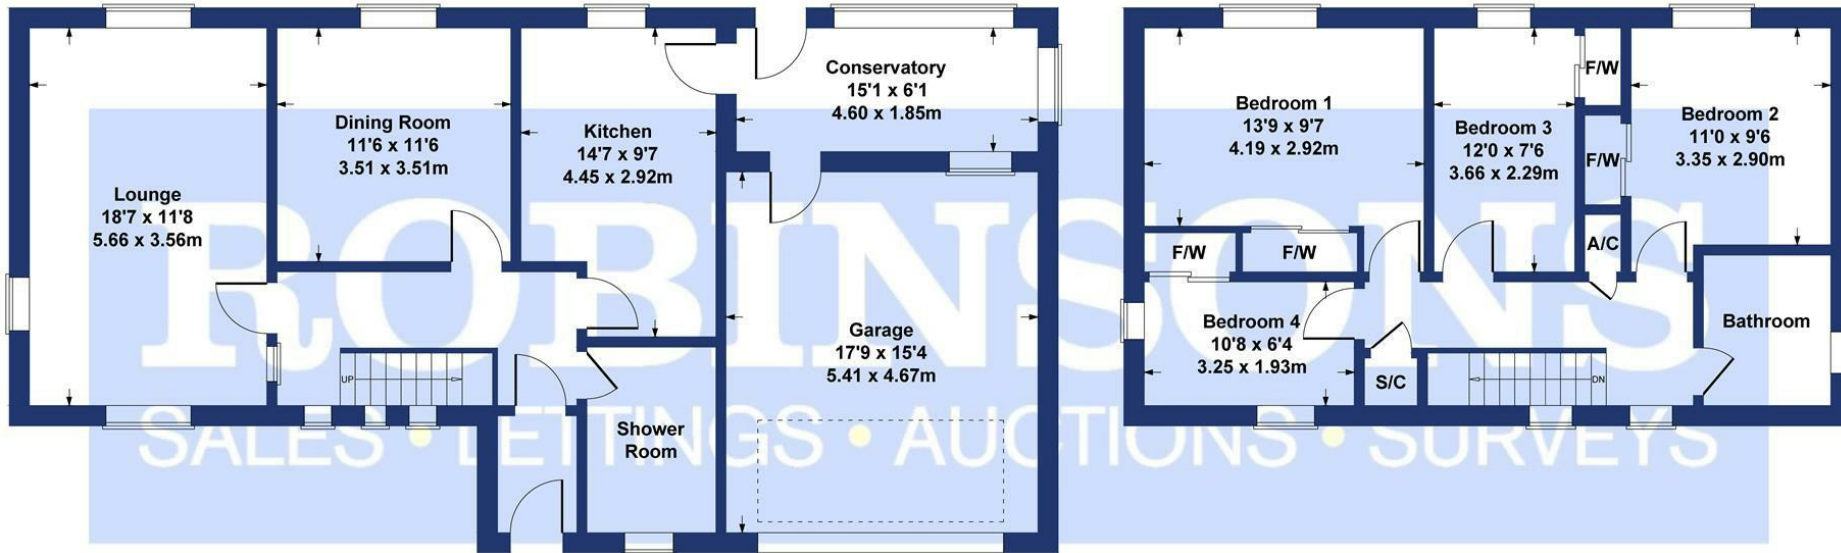 Lounge
18'7 x 11'8
5.66 x 3.56m
Dining Room
11'6 x 11'6
3.51 x 3.51m
Kitchen
14'7 x 9'7
4.45 x 2.92m
Conservatory
15'1 x 6'1
4.60 x 1.85m
Garage
17'9 x 15'4
5.41 x 4.67m
Shower
Room
UP
Bedroom 1
13'9 x 9'7
4.19 x 2.92m
Bedroom 3
12'0 x 7'6
3.66 x 2.29m
Bedroom 2
11'0 x 9'6
3.35 x 2.90m
F/W
F/W
A/C
F/W
F/W
Bedroom 4
10'8 x 6'4
3.25 x 1.93m
S/C
DN
Bathroom
ROBINSONS
SALES • LETTINGS • AUCTIONS • SURVEYS